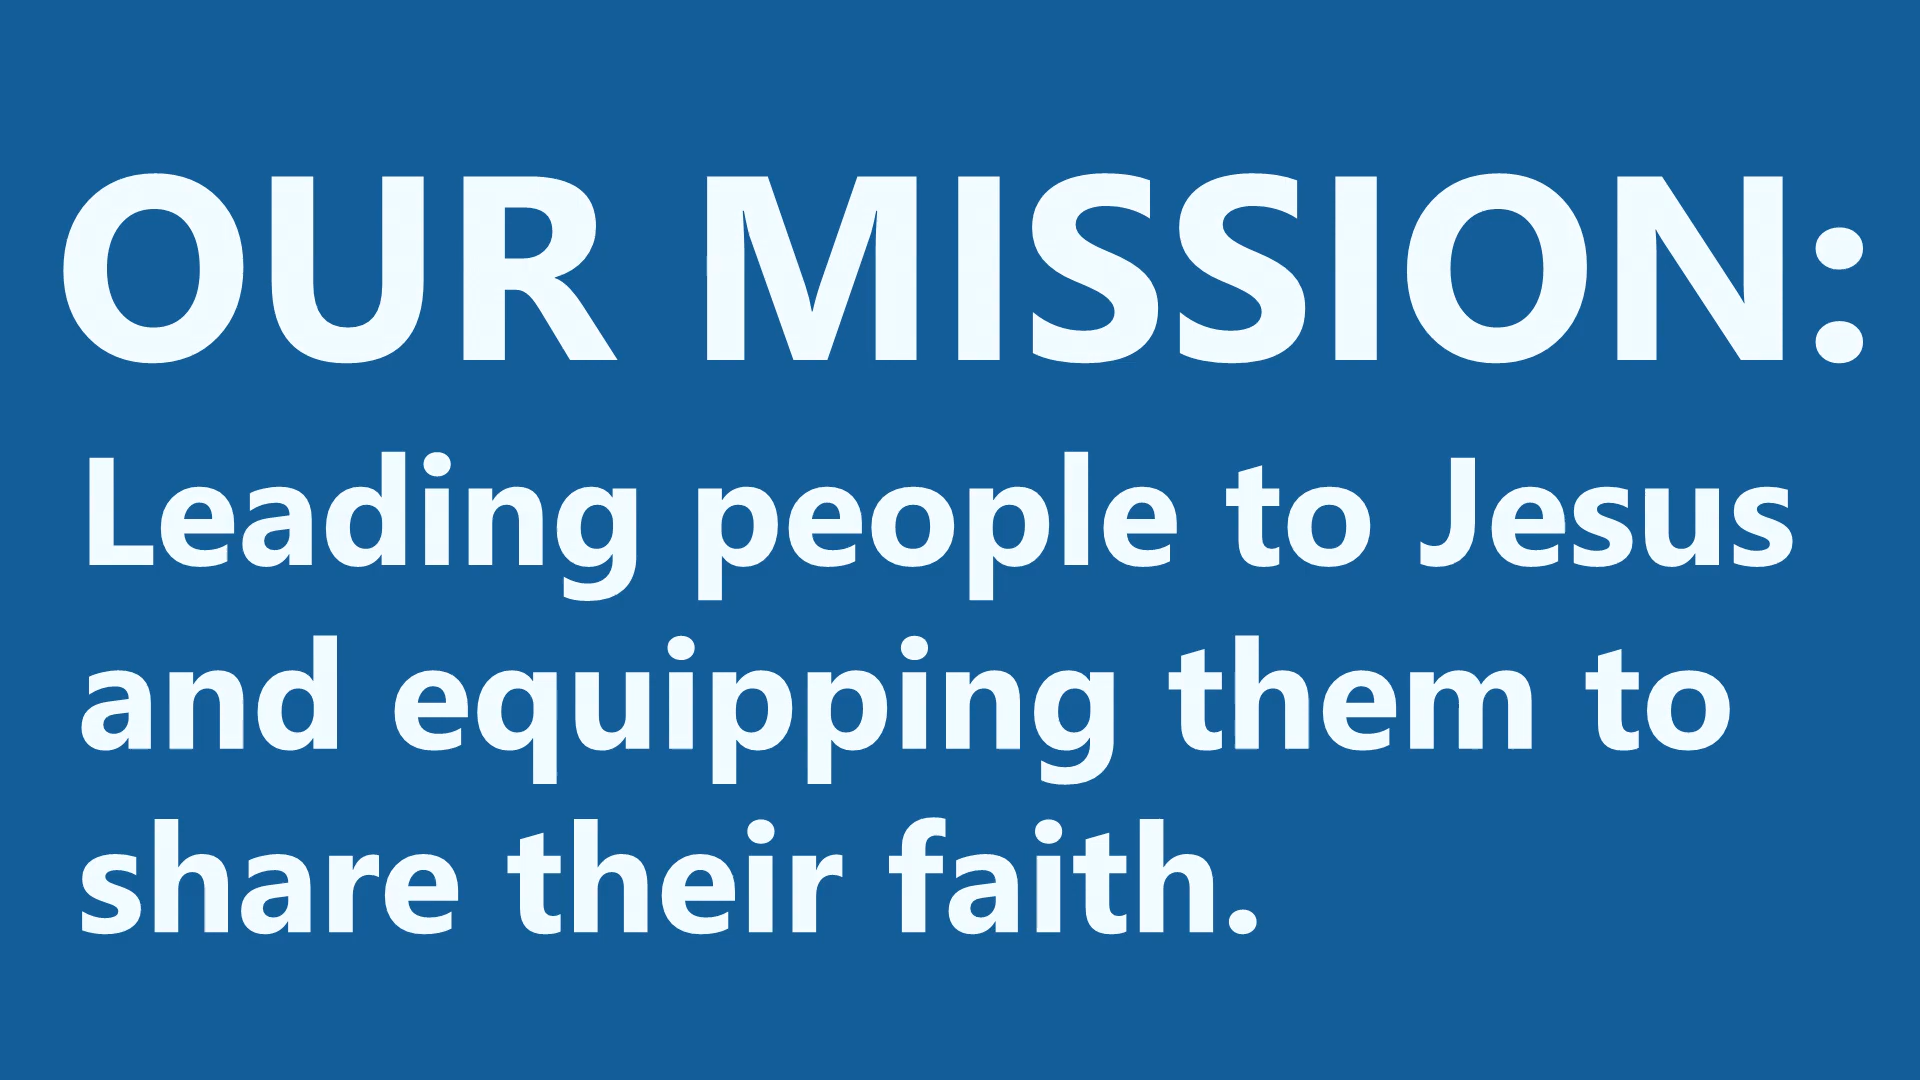 OUR MISSION:
Leading people to Jesus
and equipping them to
share their faith.